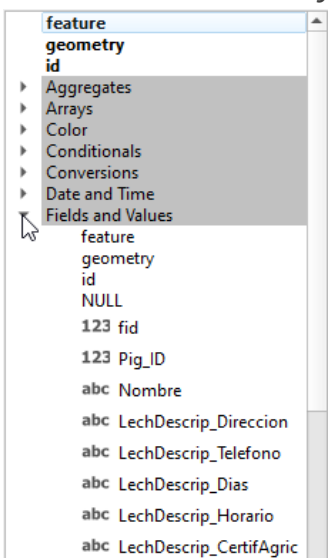 feature
geometry
id
Aggregates
Arrays
Color
Conditionals
Conversions
Date and Time
Fields and Values
feature
geometry
id
NULL
123 fid
123 Pig_ID
abc Nombre
abc LechDescrip_Direccion
abc LechDescrip_Telefono
abc LechDescrip_Dias
abc LechDescrip_Horario
abc LechDescrip_CertifAgric